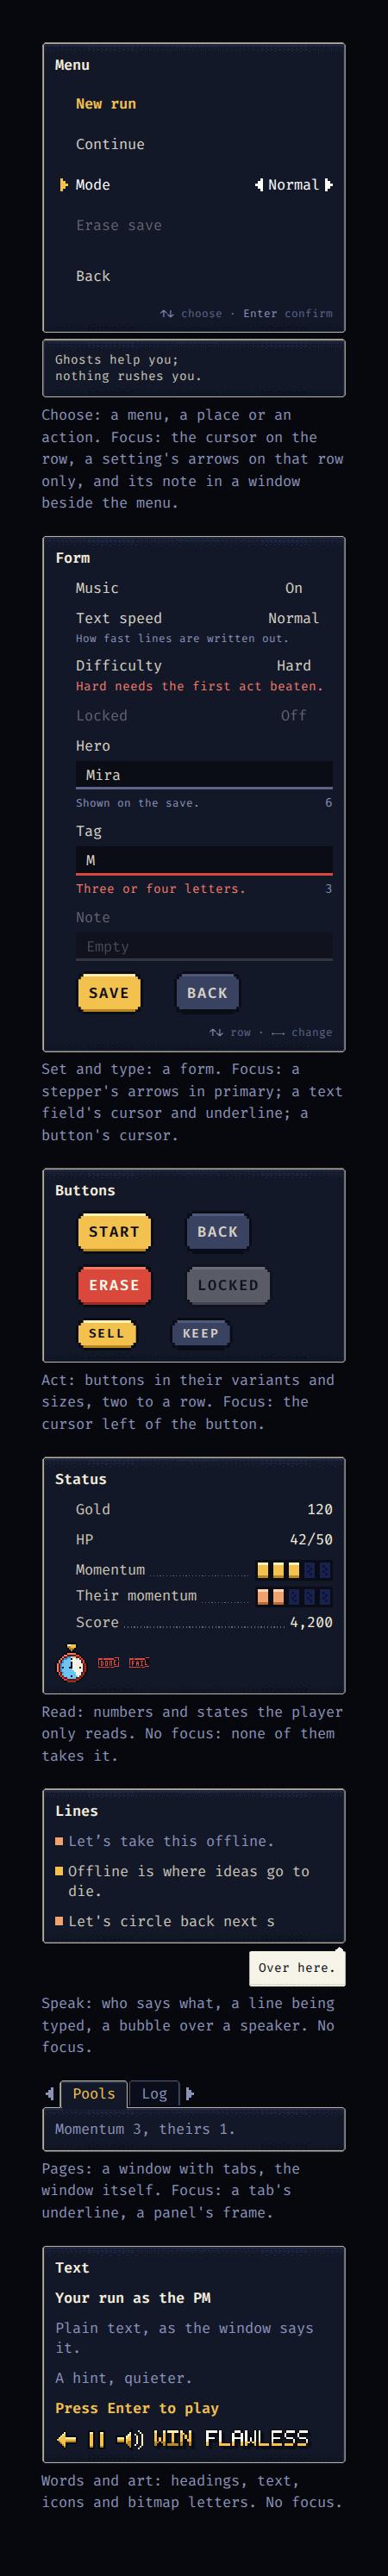 Menu
New run
Continue
Mode Normal
Erase save
Back
↑↓ choose · Enter confirm
Ghosts help you;
nothing rushes you.
Choose: a menu, a place or an
action. Focus: the cursor on the
row, a setting's arrows on that row
only, and its note in a window
beside the menu.
Form
Music On
Text speed Normal
How fast lines are written out.
Difficulty Hard
Hard needs the first act beaten.
Locked Off
Hero
Mira
Shown on the save. 6
Tag
M
Three or four letters. 3
Note
Empty
SAVE BACK
↑↓ row · ←→ change
Set and type: a form. Focus: a
stepper's arrows in primary; a text
field's cursor and underline; a
button's cursor.
Buttons
START BACK
ERASE LOCKED
SELL KEEP
Act: buttons in their variants and
sizes, two to a row. Focus: the
cursor left of the button.
Status
Gold 120
HP 42/50
Momentum
Their momentum
Score 4,200
DONE FAIL
Read: numbers and states the player
only reads. No focus: none of them
takes it.
Lines
Let’s take this offline.
Offline is where ideas go to
die.
Let's circle back next s
Over here.
Speak: who says what, a line being
typed, a bubble over a speaker. No
focus.
Pools Log
Momentum 3, theirs 1.
Pages: a window with tabs, the
window itself. Focus: a tab's
underline, a panel's frame.
Text
Your run as the PM
Plain text, as the window says
it.
A hint, quieter.
Press Enter to play
WIN FLAWLESS
Words and art: headings, text,
icons and bitmap letters. No focus.